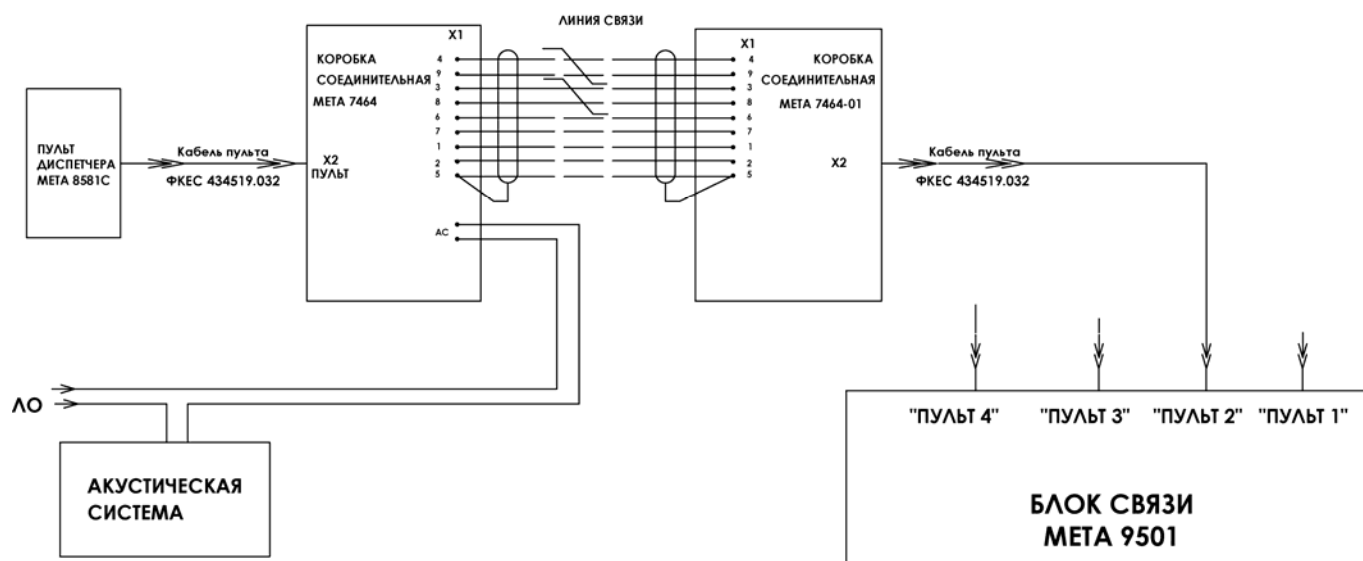 ЛИНИЯ СВЯЗИ
X1
КОРОБКА
СОЕДИНИТЕЛЬНАЯ
МЕТА 7464
4
9
3
8
6
7
1
2
5
X2
ПУЛЬТ
АС
X1
КОРОБКА
СОЕДИНИТЕЛЬНАЯ
МЕТА 7464-01
4
9
3
8
6
7
1
2
5
X2
ПУЛЬТ
ДИСПЕТЧЕРА
МЕТА 8581С
Кабель пульта
ФКЕС 434519.032
Кабель пульта
ФКЕС 434519.032
ЛО
АКУСТИЧЕСКАЯ
СИСТЕМА
"ПУЛЬТ 4" "ПУЛЬТ 3" "ПУЛЬТ 2" "ПУЛЬТ 1"
БЛОК СВЯЗИ
МЕТА 9501